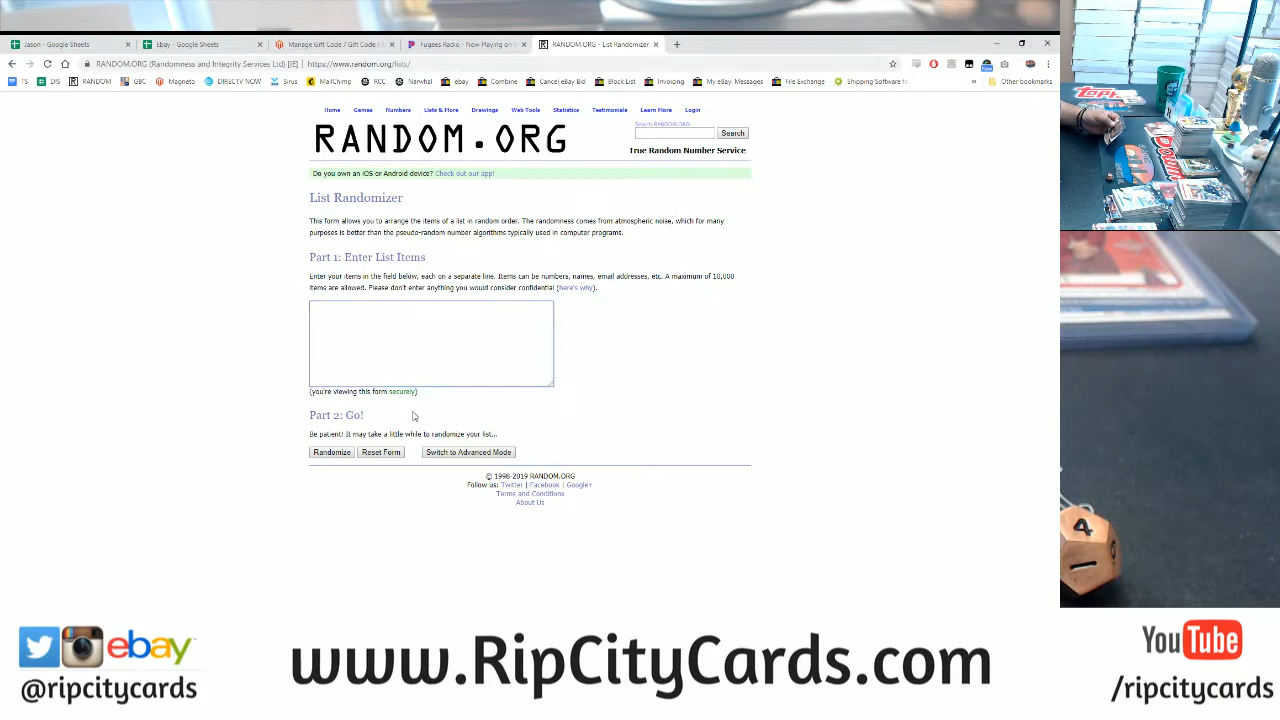 Jason - Google Sheets
Ebay - Google Sheets
Manage Gift Code / Gift Code /
Fugees Radio - Now Playing on
RANDOM.ORG - List Randomizer
RANDOM.ORG (Randomness and Integrity Services Ltd) [IE] | https://www.random.org/lists/
TS DIS RANDOM GBC Magneto DIRECTV NOW Sirius MailChimp RCC Narwhal ebay Combine Cancel eBay Bid Block List Invoicing My eBay: Messages File Exchange Shipping Software Other bookmarks
Home Games Numbers Lists & More Drawings Web Tools Statistics Testimonials Learn More Login
RANDOM.ORG
Search RANDOM.ORG
Search
True Random Number Service
Do you own an iOS or Android device? Check out our app!
List Randomizer
This form allows you to arrange the items of a list in random order. The randomness comes from atmospheric noise, which for many
purposes is better than the pseudo-random number algorithms typically used in computer programs.
Part 1: Enter List Items
Enter your items in the field below, each on a separate line. Items can be numbers, names, email addresses, etc. A maximum of 10,000
items are allowed. Please don't enter anything you would consider confidential (here's why).
(you're viewing this form securely)
Part 2: Go!
Be patient! It may take a little while to randomize your list...
Randomize Reset Form Switch to Advanced Mode
© 1998-2019 RANDOM.ORG
Follow us: Twitter | Facebook | Google+
Terms and Conditions
About Us
topps
4
ebay
@ripcitycards
www.RipCityCards.com
YouTube
/ripcitycards